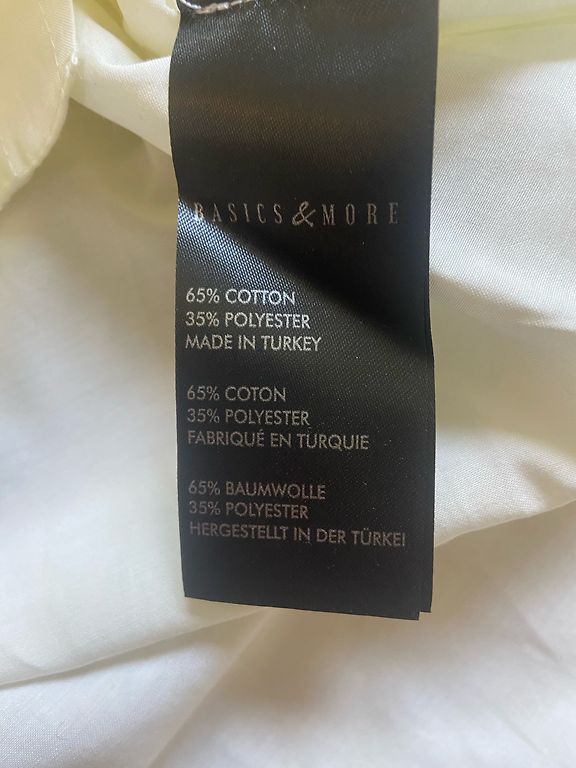 BASICS & MORE
65% COTTON
35% POLYESTER
MADE IN TURKEY
65% COTON
35% POLYESTER
FABRIQUÉ EN TURQUIE
65% BAUMWOLLE
35% POLYESTER
HERGESTELLT IN DER TÜRKEI